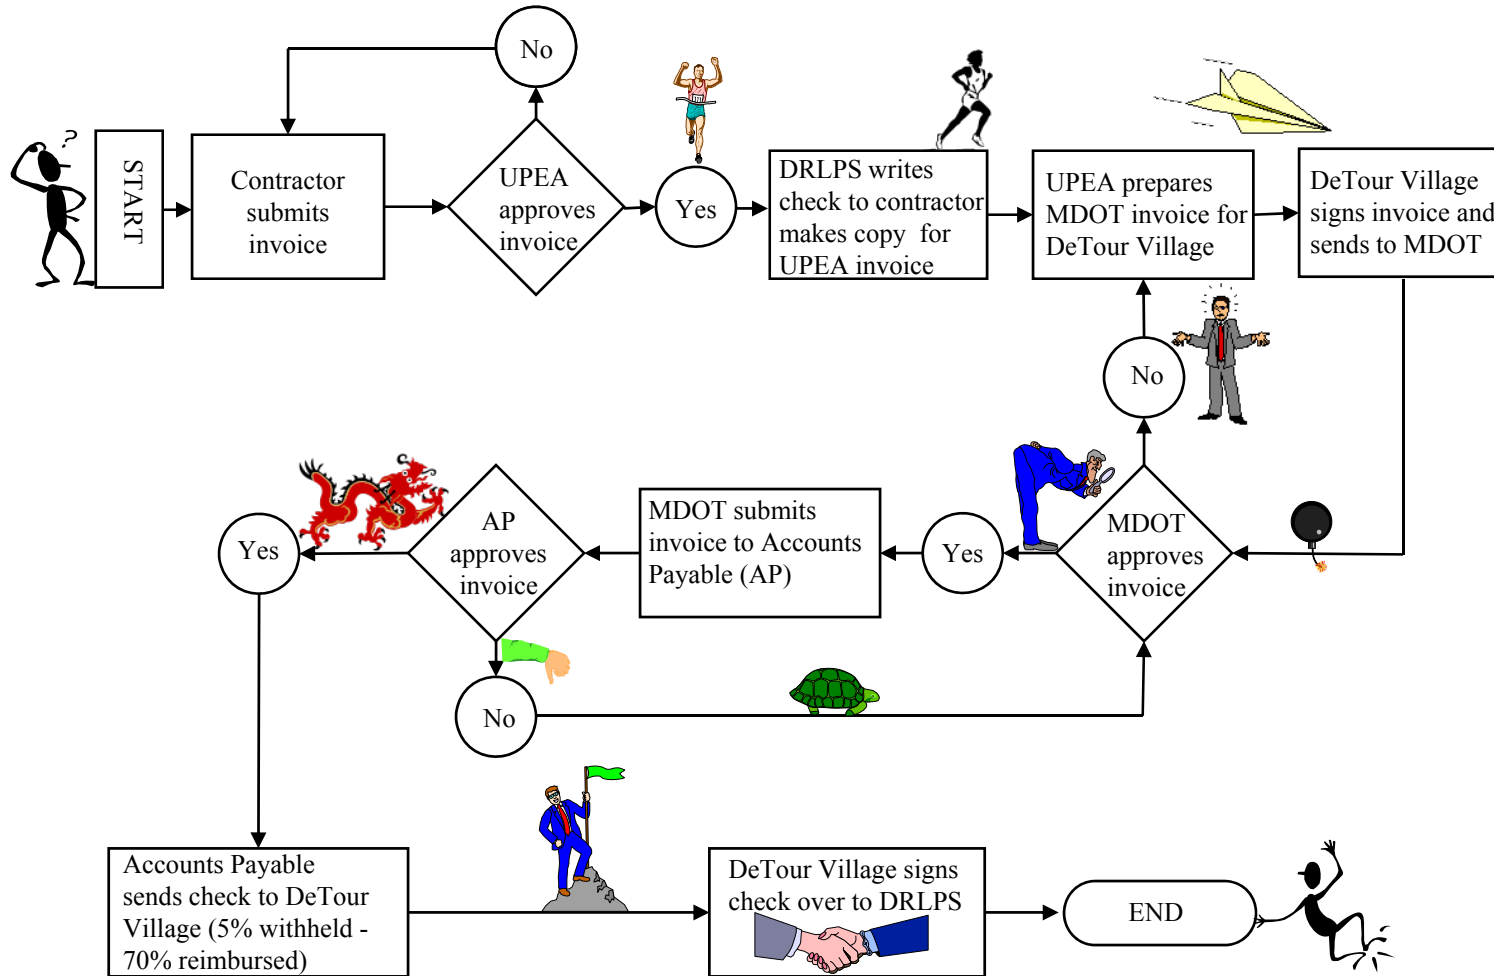 No
START
Contractor
submits
invoice
UPEA
approves
invoice
Yes
DRLPS writes
check to contractor
makes copy for
UPEA invoice
UPEA prepares
MDOT invoice for
DeTour Village
DeTour Village
signs invoice and
sends to MDOT
No
MDOT
approves
invoice
Yes
MDOT submits
invoice to Accounts
Payable (AP)
AP
approves
invoice
Yes
No
Accounts Payable
sends check to DeTour
Village (5% withheld -
70% reimbursed)
DeTour Village signs
check over to DRLPS
END
?